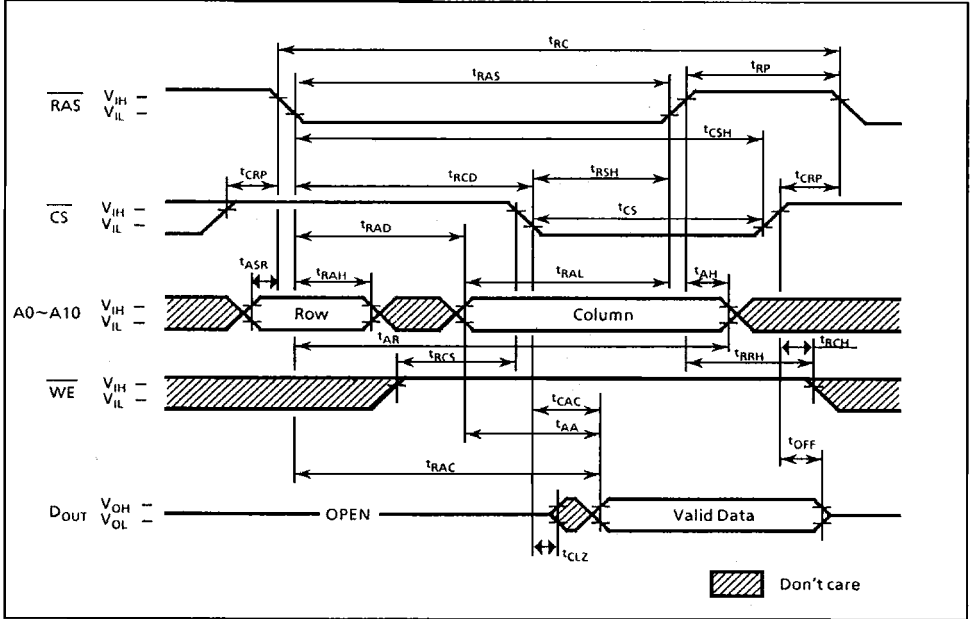 tRC
tRAS
tRP
RAS VIH –
VIL –
tCSH
tCRP
tRCD
tRSH
tCRP
CS VIH –
VIL –
tCS
tRAD
tASR
tRAH
tRAL
tAH
A0~A10 VIH –
VIL –
Row
Column
tAR
tRCS
tRRH
tRCH
WE VIH –
VIL –
tCAC
tAA
tOFF
tRAC
DOUT VOH –
VOL –
OPEN
Valid Data
tCLZ
Don't care